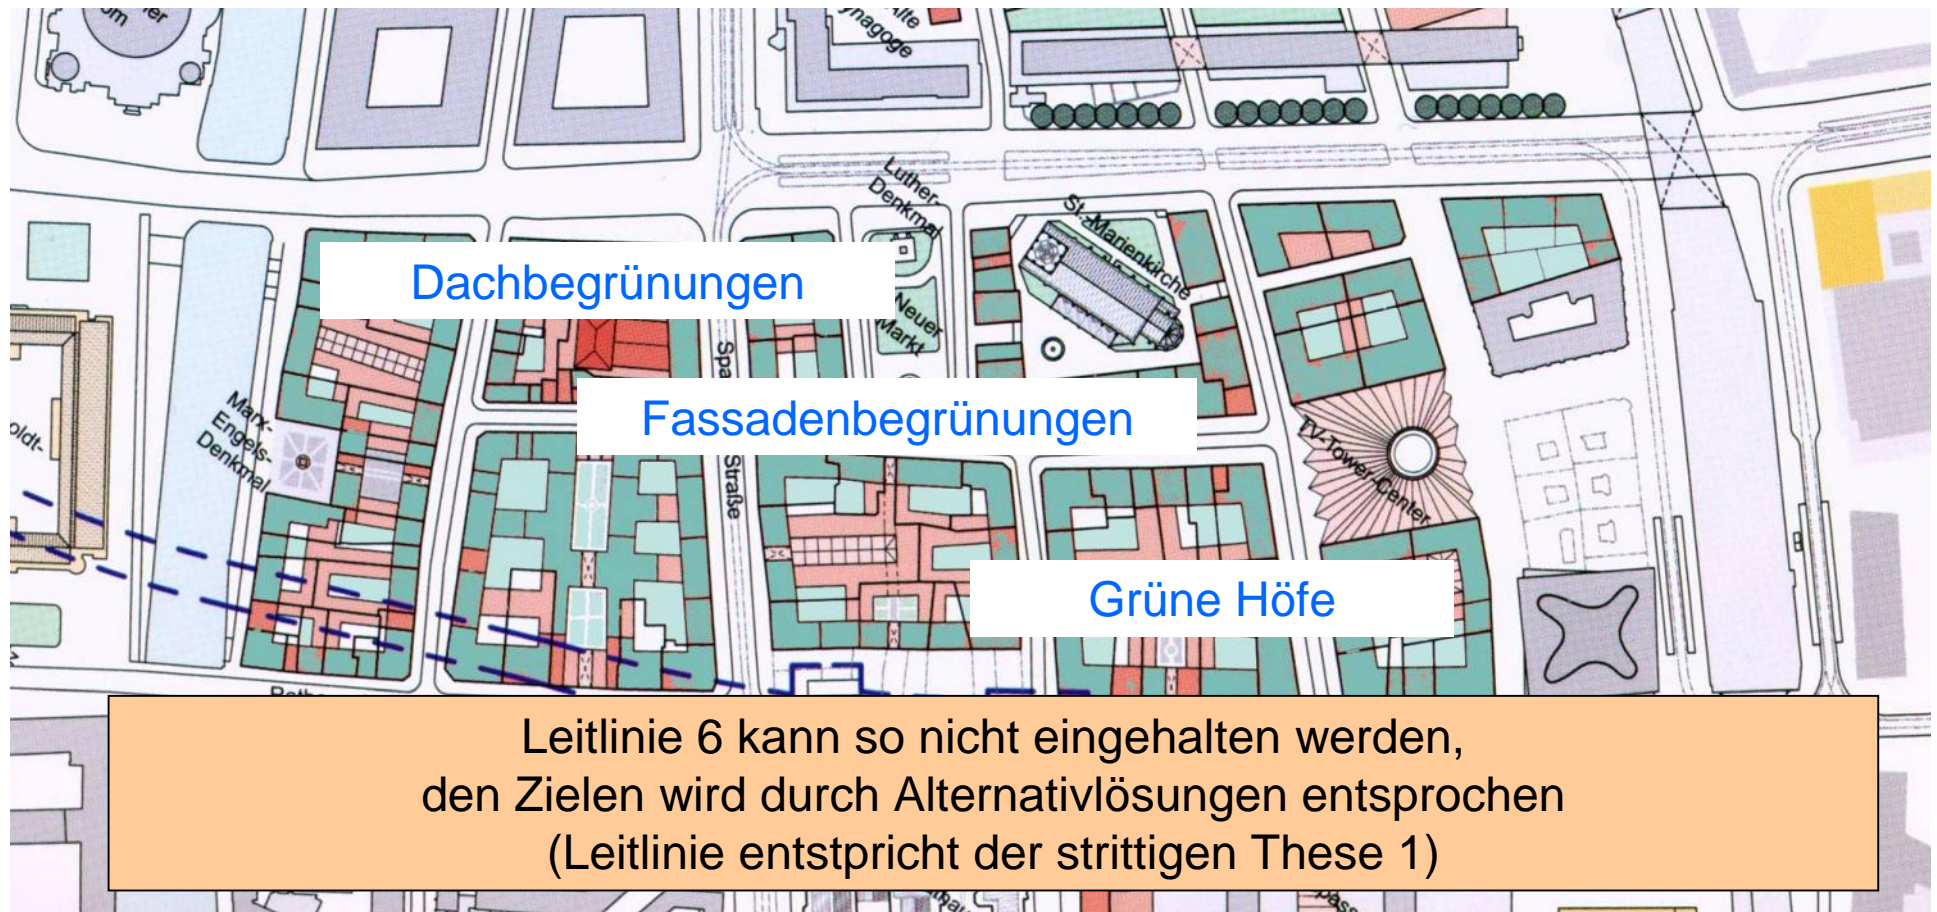 Alte
Luther-
Denkmal
St.-Marienkirche
Dachbegrünungen
Neuer
Markt
Fassadenbegrünungen
Marx-
Engels-
Denkmal
Straße
TV-Tower-Center
Grüne Höfe
Leitlinie 6 kann so nicht eingehalten werden,
den Zielen wird durch Alternativlösungen entsprochen
(Leitlinie entstpricht der strittigen These 1)